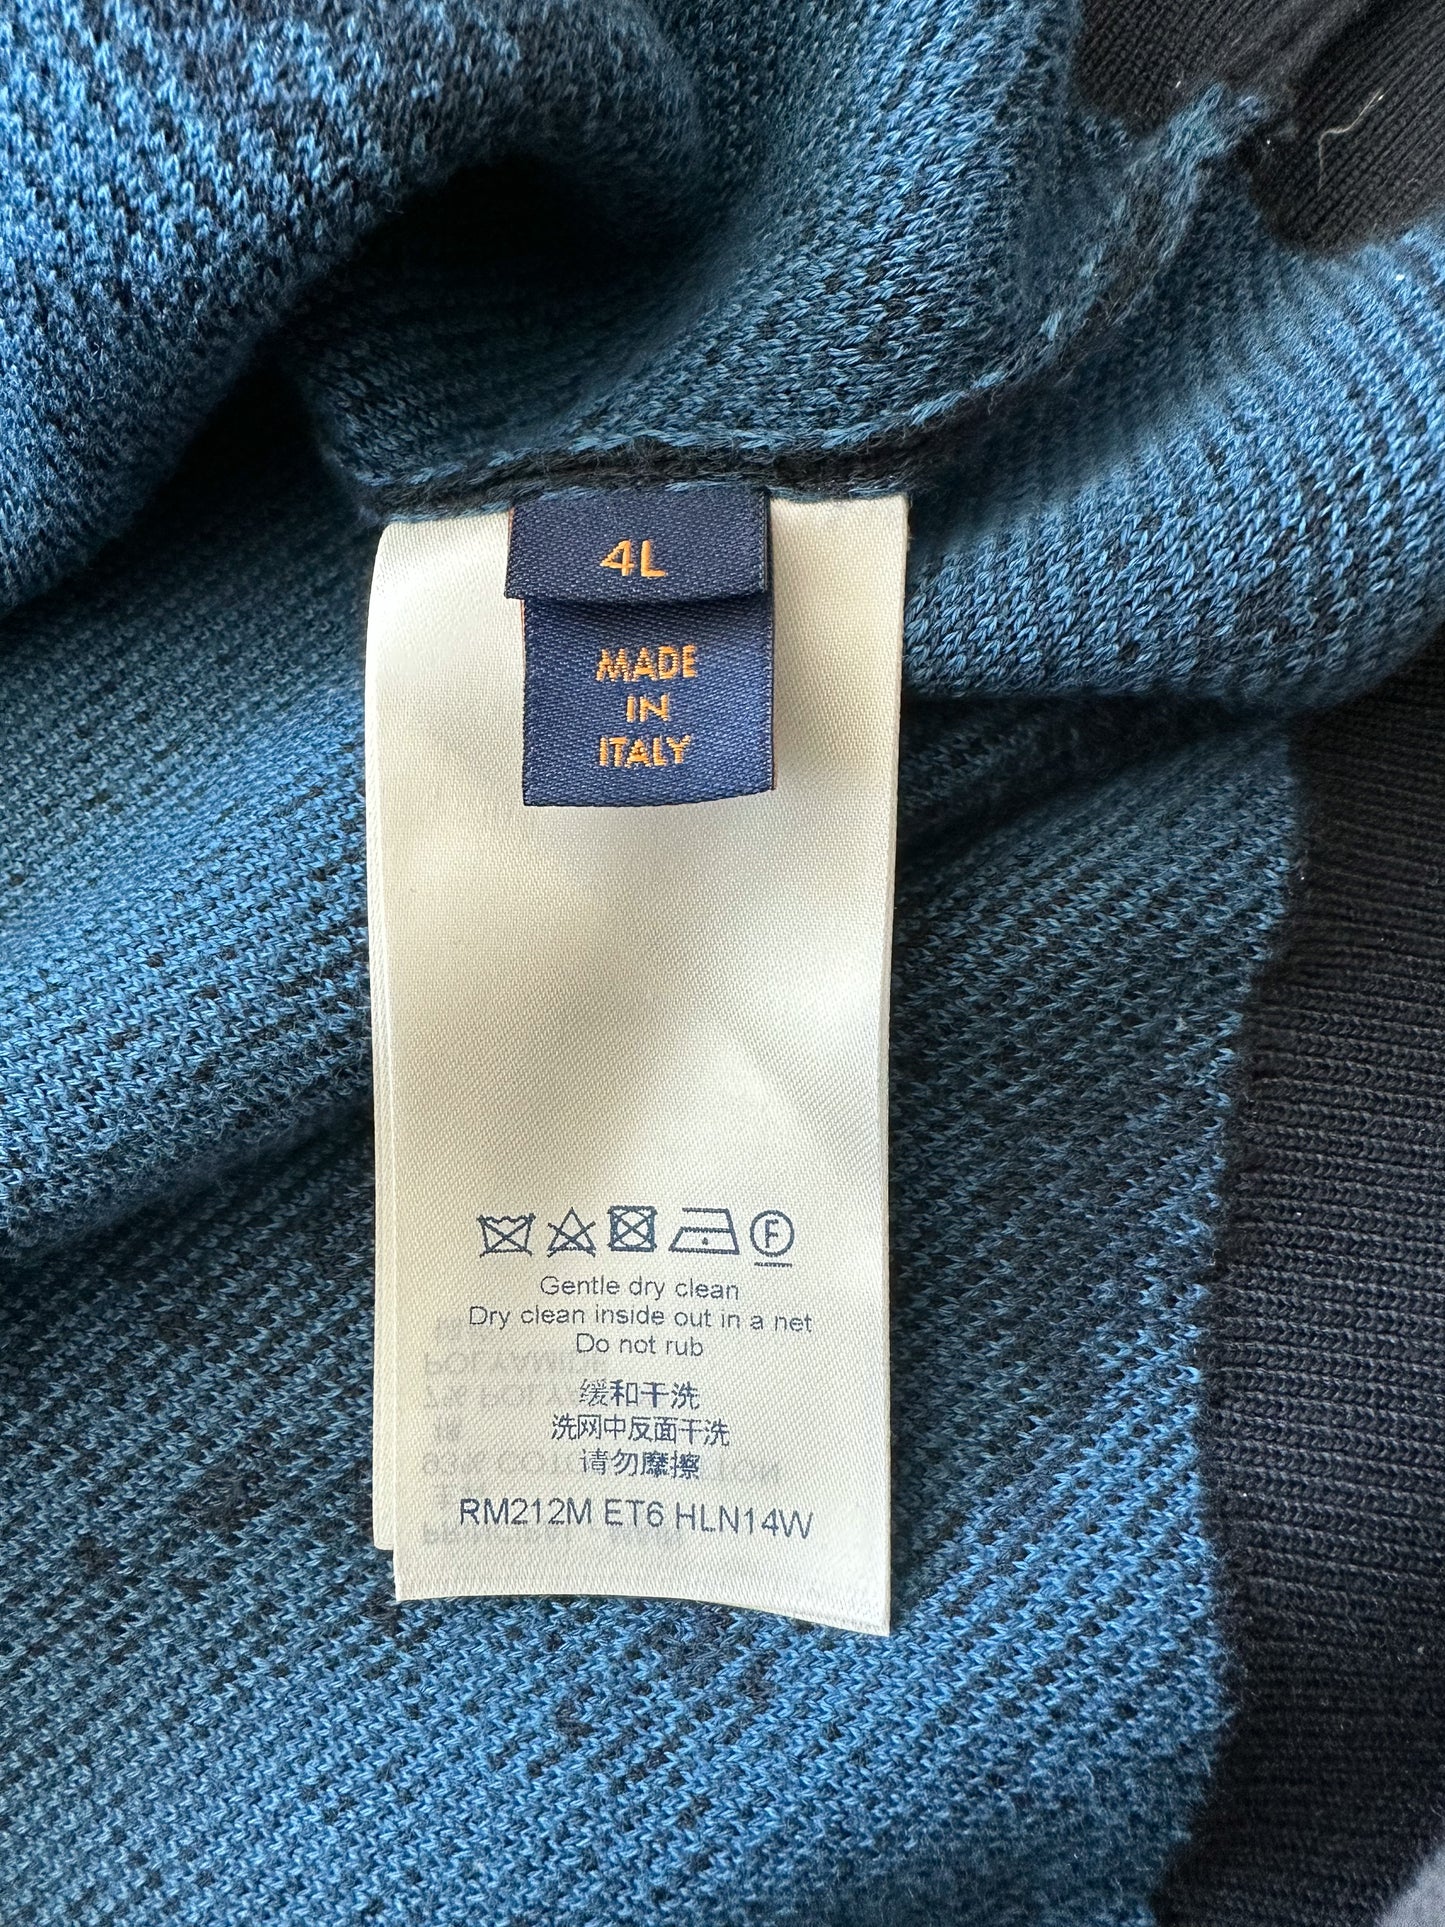 4L
MADE
IN
ITALY
F
Gentle dry clean
Dry clean inside out in a net
Do not rub
缓和干洗
洗网中反面干洗
请勿摩擦
RM212M ET6 HLN14W
POLYAMIDE